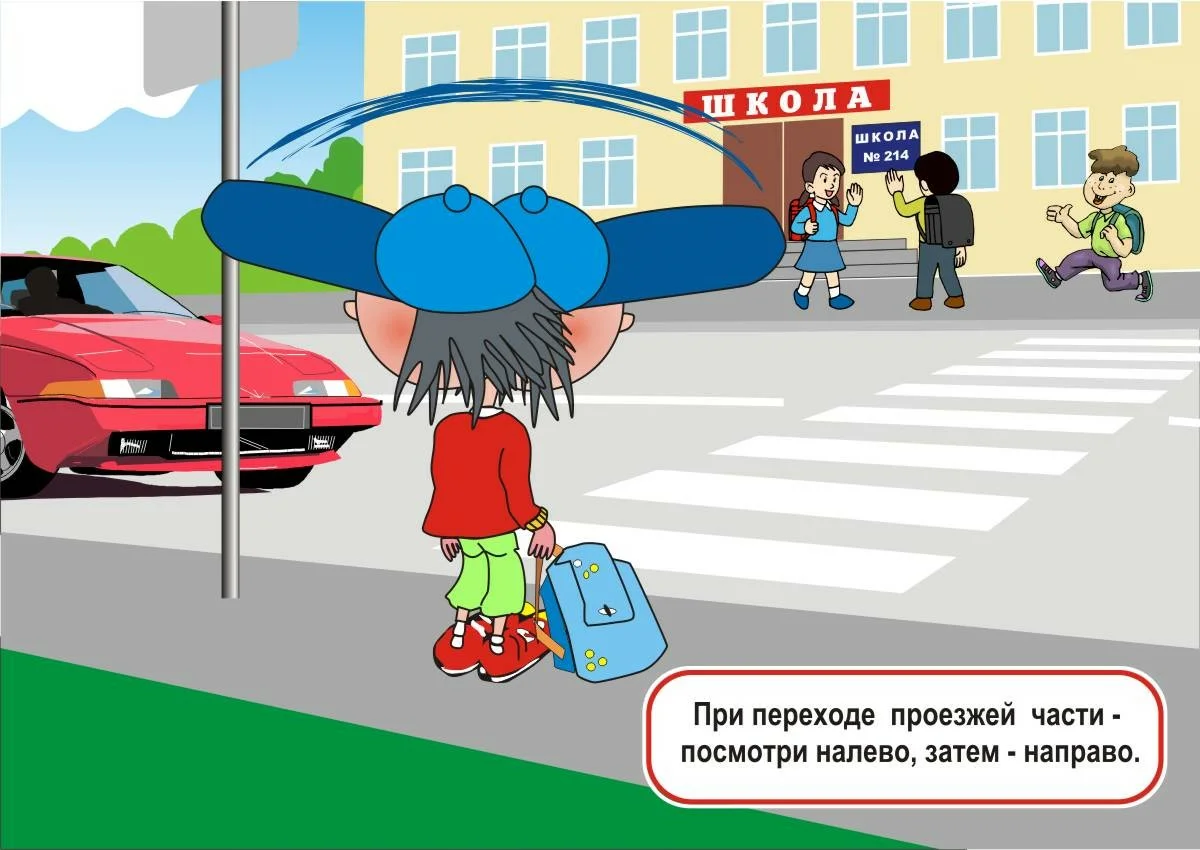 ШКОЛА
ШКОЛА
№ 214
При переходе проезжей части -
посмотри налево, затем - направо.